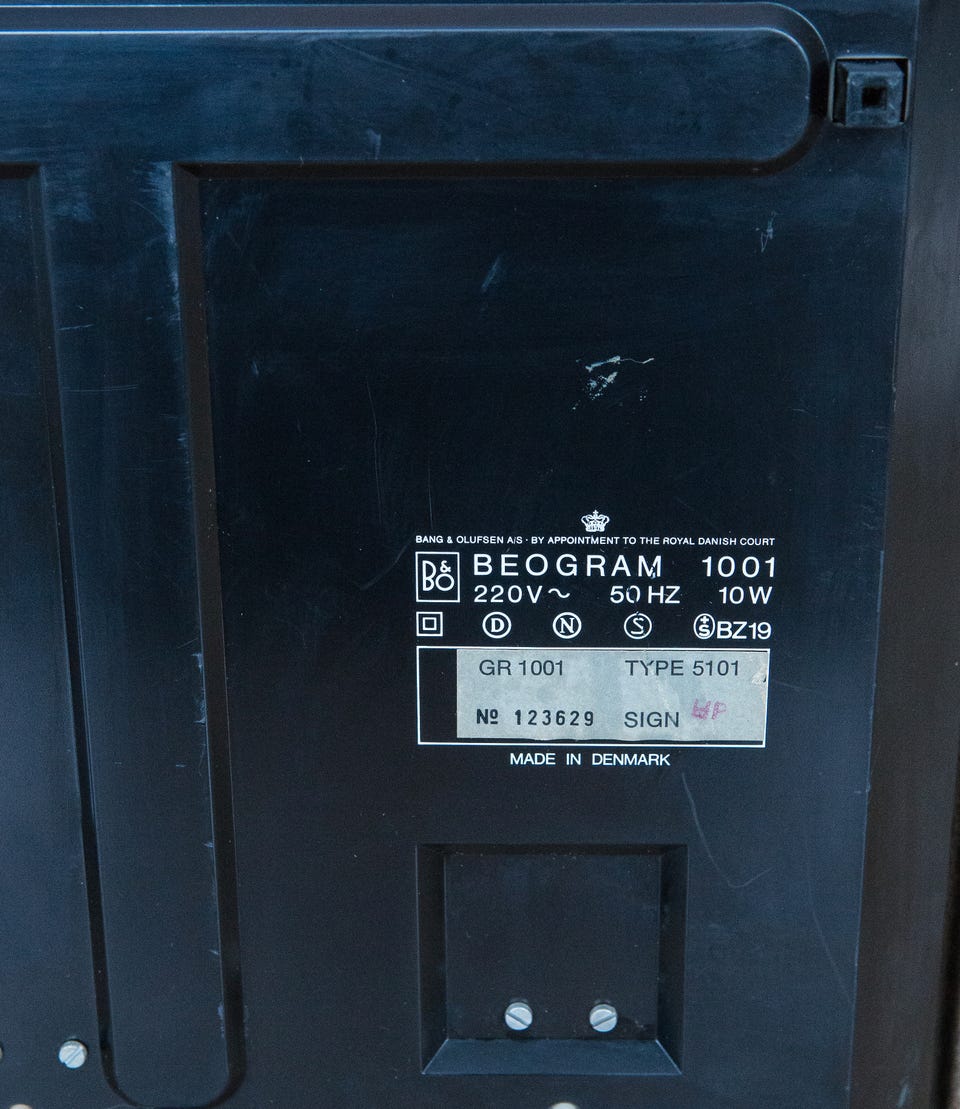 BANG & OLUFSEN A/S · BY APPOINTMENT TO THE ROYAL DANISH COURT
B&O BEOGRAM 1001
220V~ 50 HZ 10 W
D N S +S BZ19
GR 1001 TYPE 5101
Nº 123629 SIGN
MADE IN DENMARK